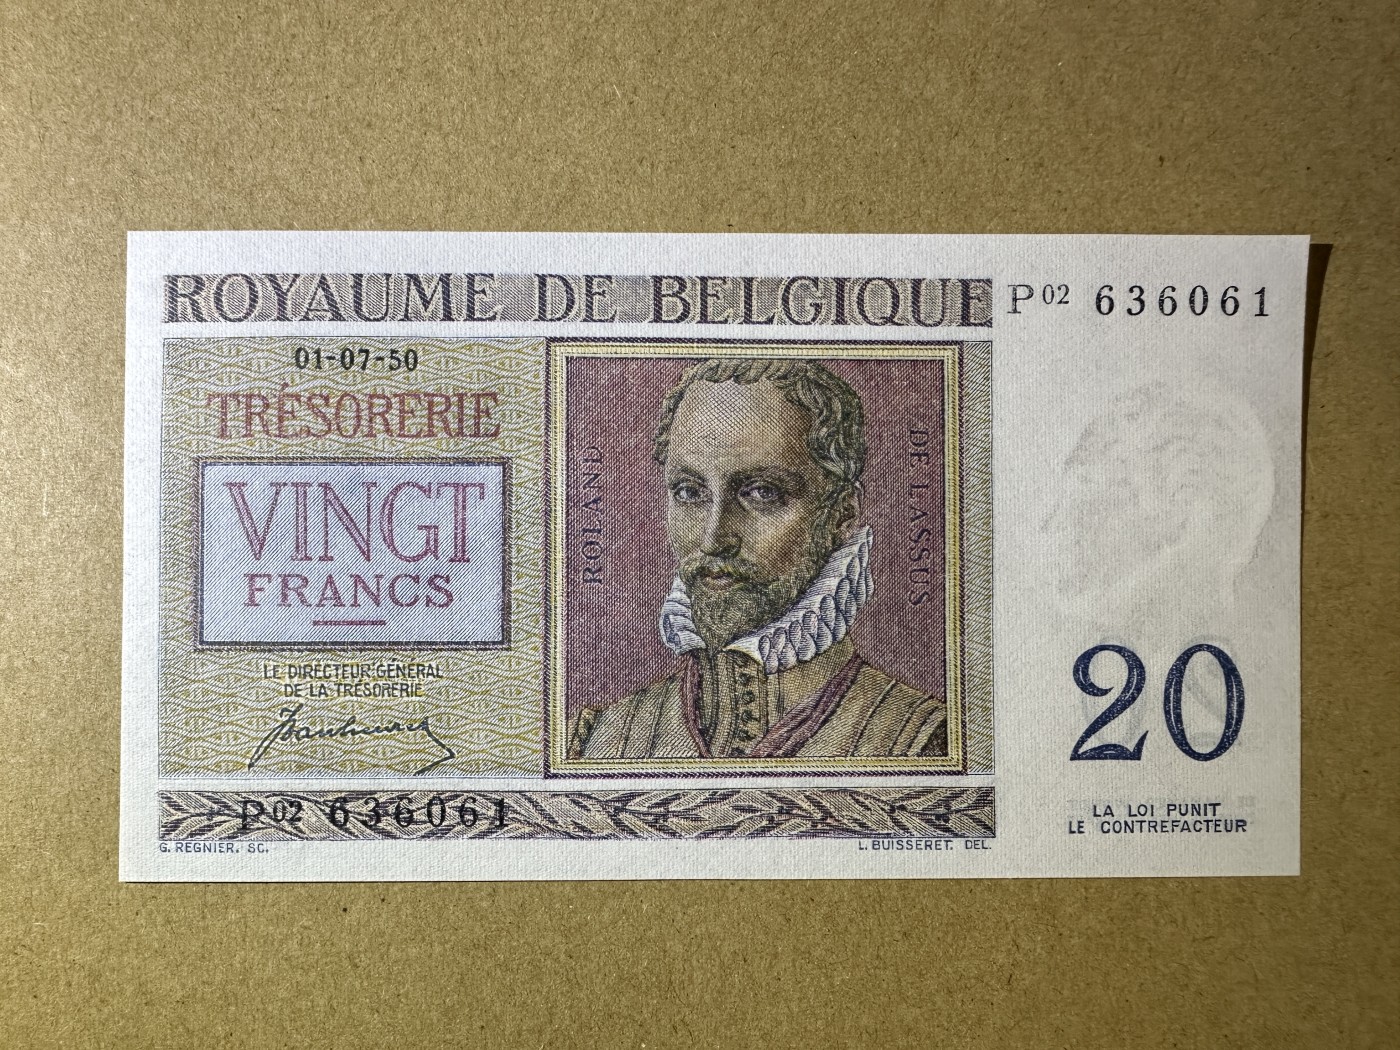 ROYAUME DE BELGIQUE
P02 636061
01-07-50
TRÉSORERIE
VINGT
FRANCS
LE DIRECTEUR GÉNÉRAL
DE LA TRÉSORERIE
ROLAND
DE LASSUS
20
LA LOI PUNIT
LE CONTREFACTEUR
P02 636061
G. REGNIER. SC.
L. BUISSERET. DEL.